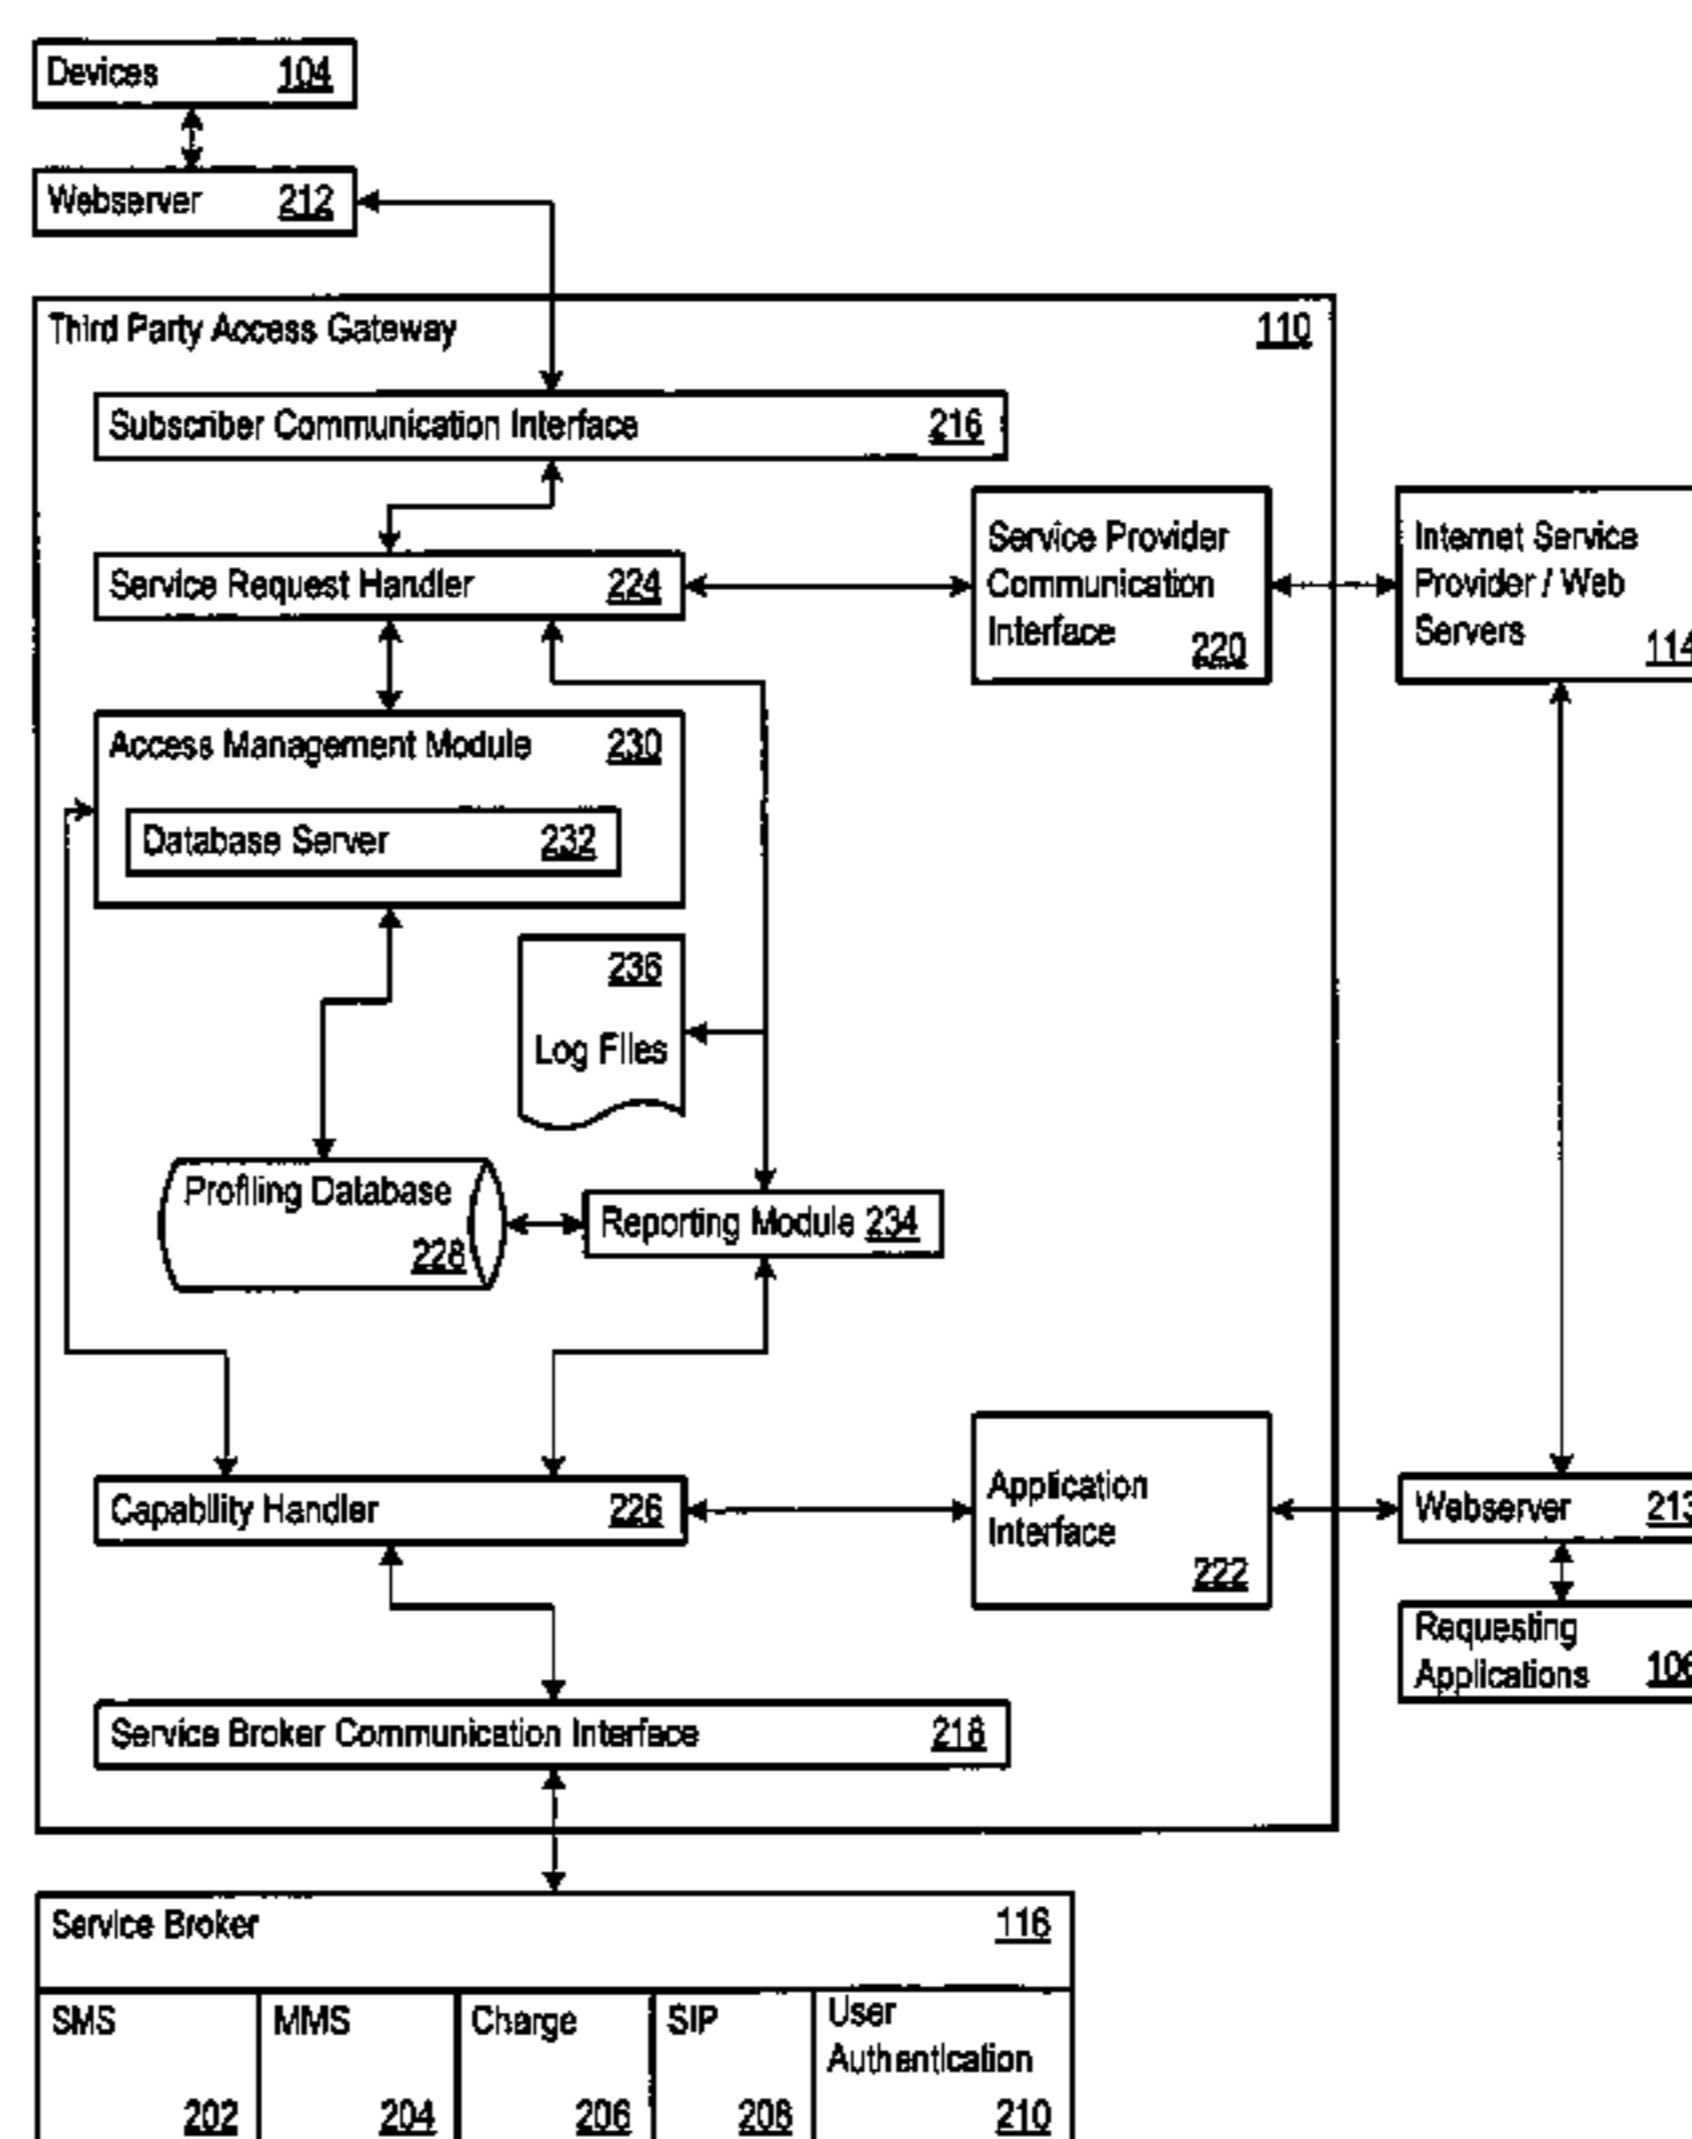 Devices 104
Webserver 212
Third Party Access Gateway 110
Subscriber Communication Interface 216
Service Provider
Communication
Interface 220
Internet Service
Provider / Web
Servers 114
Service Request Handler 224
Access Management Module 230
Database Server 232
236
Log Files
Profiling Database
228
Reporting Module 234
Capability Handler 226
Application
Interface
222
Webserver 213
Requesting
Applications 106
Service Broker Communication Interface 218
Service Broker 116
SMS
202
MMS
204
Charge
206
SIP
208
User
Authentication
210